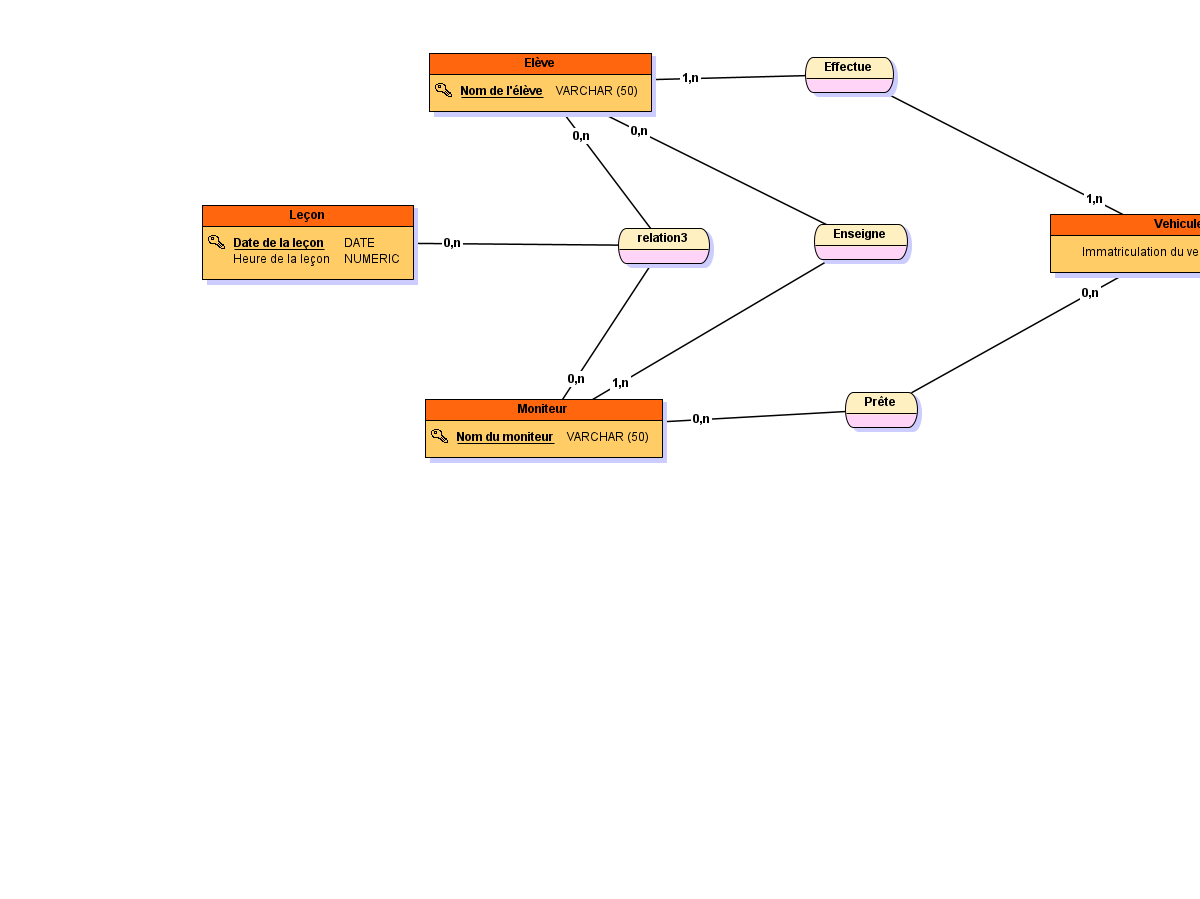 Elève
Nom de l'élève VARCHAR (50)
Effectue
1,n
0,n
0,n
1,n
Leçon
Date de la leçon DATE
Heure de la leçon NUMERIC
0,n
relation3
Enseigne
Vehicule
Immatriculation du ve
0,n
0,n
1,n
Moniteur
Nom du moniteur VARCHAR (50)
0,n
Prête